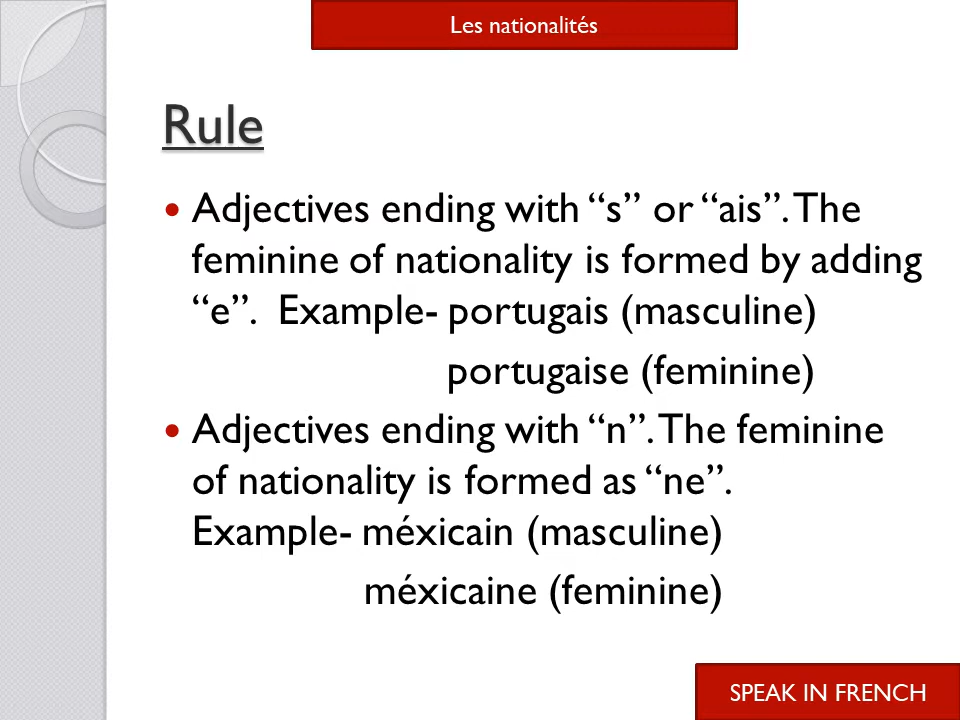 Les nationalités
Rule
Adjectives ending with “s” or “ais”. The
feminine of nationality is formed by adding
“e”. Example- portugais (masculine)
portugaise (feminine)
Adjectives ending with “n”. The feminine
of nationality is formed as “ne”.
Example- méxicain (masculine)
méxicaine (feminine)
SPEAK IN FRENCH